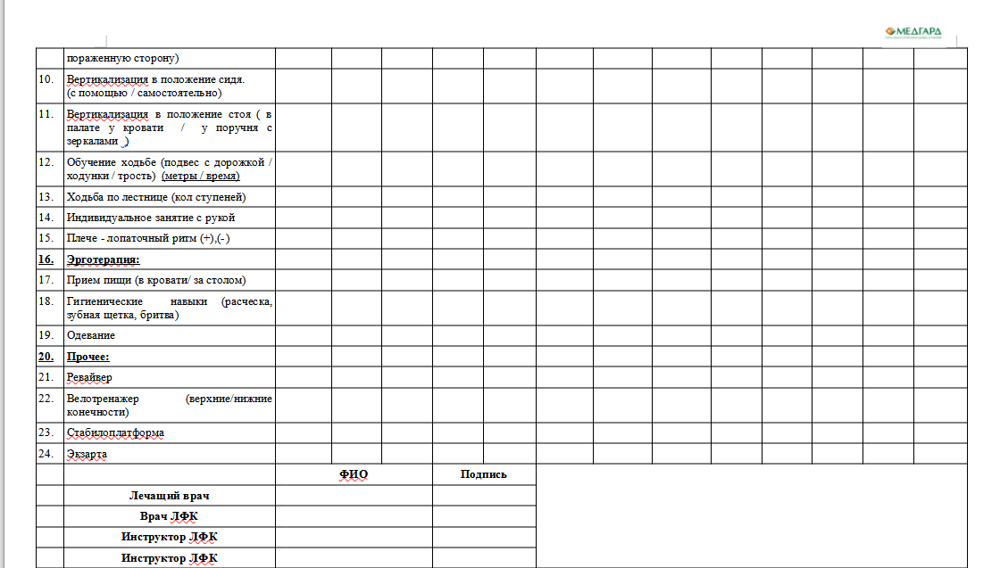 МЕДГАРД
пораженную сторону)
10. Вертикализация в положение сидя.
(с помощью / самостоятельно)
11. Вертикализация в положение стоя ( в
палате у кровати / у поручня с
зеркалами )
12. Обучение ходьбе (подвес с дорожкой /
ходунки / трость) (метры / время)
13. Ходьба по лестнице (кол ступеней)
14. Индивидуальное занятие с рукой
15. Плече - лопаточный ритм (+),(-)
16. Эрготерапия:
17. Прием пищи (в кровати/ за столом)
18. Гигиенические навыки (расческа,
зубная щетка, бритва)
19. Одевание
20. Прочее:
21. Ревайвер
22. Велотренажер (верхние/нижние
конечности)
23. Стабилоплатформа
24. Экзарта
ФИО Подпись
Лечащий врач
Врач ЛФК
Инструктор ЛФК
Инструктор ЛФК